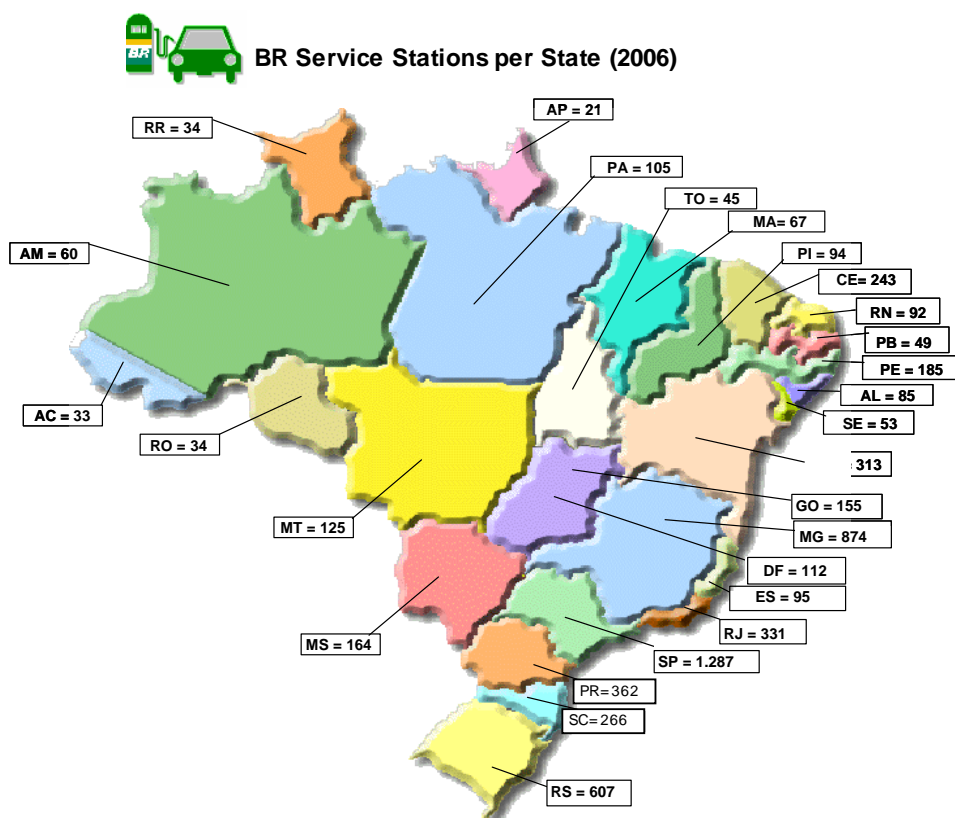 BR
BR Service Stations per State (2006)
AP = 21
RR = 34
PA = 105
TO = 45
MA= 67
AM = 60
PI = 94
CE= 243
RN = 92
PB = 49
PE = 185
AL = 85
AC = 33
SE = 53
RO = 34
313
GO = 155
MT = 125
MG = 874
DF = 112
ES = 95
RJ = 331
MS = 164
SP = 1.287
PR=362
SC=266
RS = 607